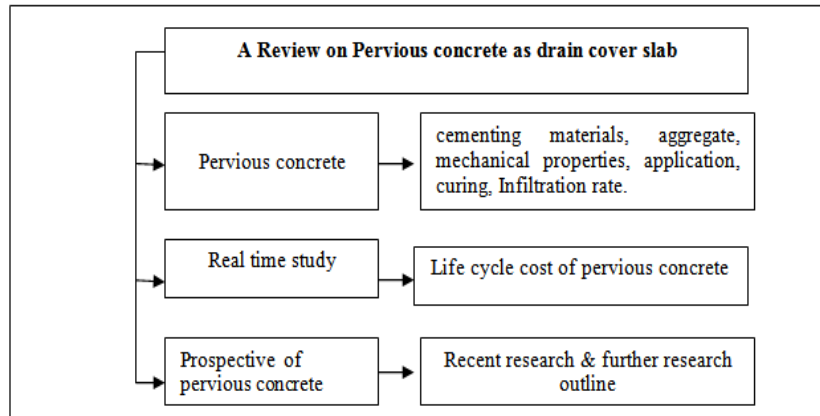 A Review on Pervious concrete as drain cover slab
Pervious concrete
cementing materials, aggregate,
mechanical properties, application,
curing, Infiltration rate.
Real time study
Life cycle cost of pervious concrete
Prospective of
pervious concrete
Recent research & further research
outline